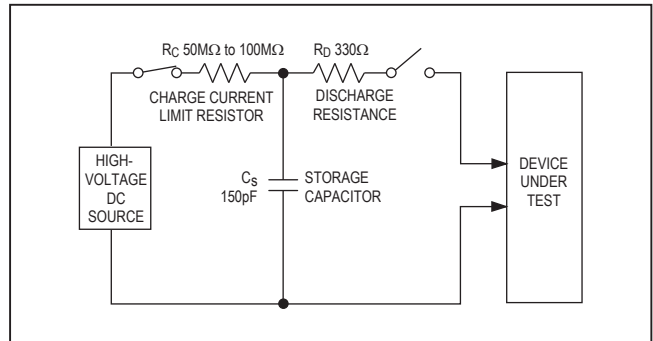 RC 50MΩ to 100MΩ
RD 330Ω
CHARGE CURRENT
LIMIT RESISTOR
DISCHARGE
RESISTANCE
HIGH-
VOLTAGE
DC
SOURCE
CS
150pF
STORAGE
CAPACITOR
DEVICE
UNDER
TEST